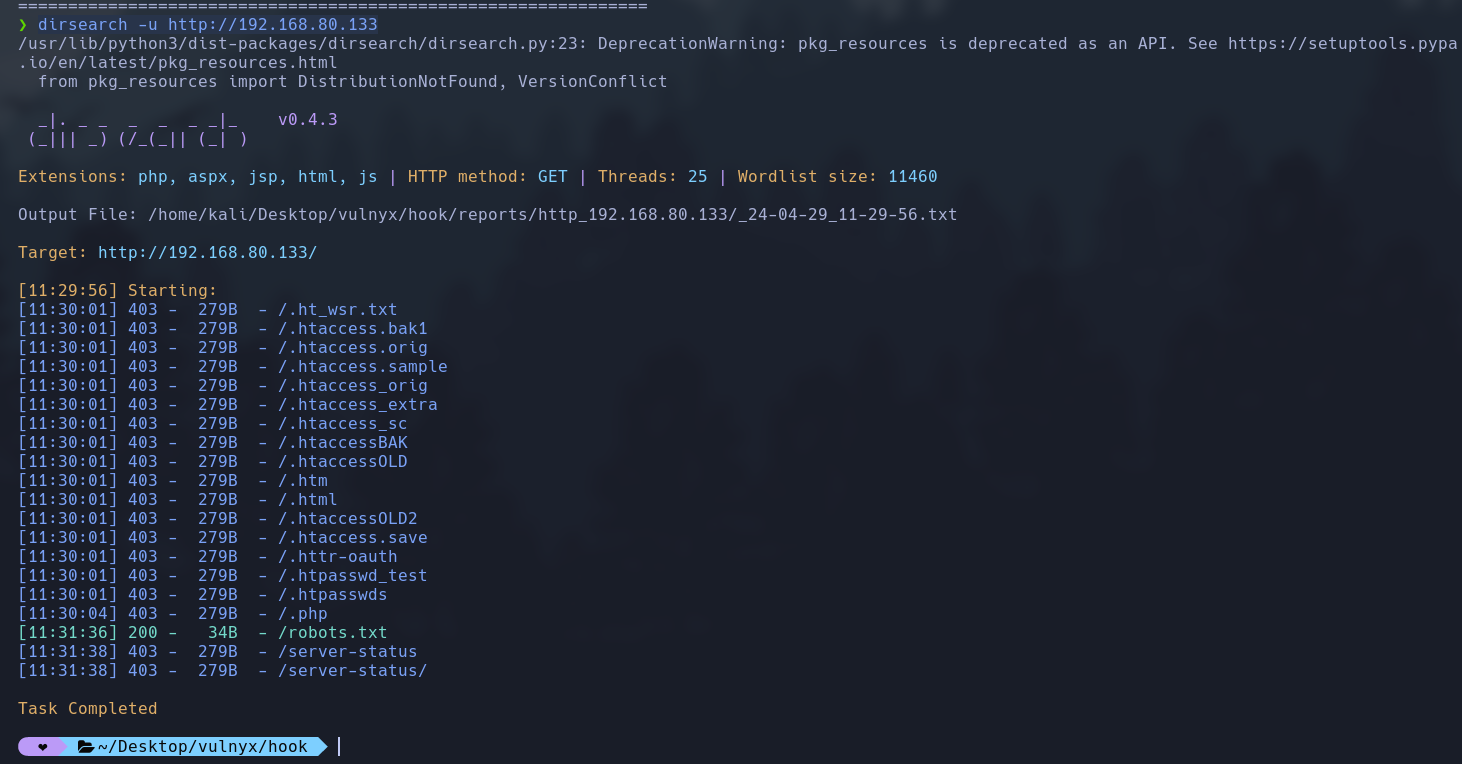 ===============================================================
❯ dirsearch -u http://192.168.80.133
/usr/lib/python3/dist-packages/dirsearch/dirsearch.py:23: DeprecationWarning: pkg_resources is deprecated as an API. See https://setuptools.pypa
.io/en/latest/pkg_resources.html
  from pkg_resources import DistributionNotFound, VersionConflict

  _|. _ _  _  _  _ _|_    v0.4.3
 (_||| _) (/_(_|| (_| )

Extensions: php, aspx, jsp, html, js | HTTP method: GET | Threads: 25 | Wordlist size: 11460

Output File: /home/kali/Desktop/vulnyx/hook/reports/http_192.168.80.133/_24-04-29_11-29-56.txt

Target: http://192.168.80.133/

[11:29:56] Starting:
[11:30:01] 403 -  279B  - /.ht_wsr.txt
[11:30:01] 403 -  279B  - /.htaccess.bak1
[11:30:01] 403 -  279B  - /.htaccess.orig
[11:30:01] 403 -  279B  - /.htaccess.sample
[11:30:01] 403 -  279B  - /.htaccess_orig
[11:30:01] 403 -  279B  - /.htaccess_extra
[11:30:01] 403 -  279B  - /.htaccess_sc
[11:30:01] 403 -  279B  - /.htaccessBAK
[11:30:01] 403 -  279B  - /.htaccessOLD
[11:30:01] 403 -  279B  - /.htm
[11:30:01] 403 -  279B  - /.html
[11:30:01] 403 -  279B  - /.htaccessOLD2
[11:30:01] 403 -  279B  - /.htaccess.save
[11:30:01] 403 -  279B  - /.httr-oauth
[11:30:01] 403 -  279B  - /.htpasswd_test
[11:30:01] 403 -  279B  - /.htpasswds
[11:30:04] 403 -  279B  - /.php
[11:31:36] 200 -   34B  - /robots.txt
[11:31:38] 403 -  279B  - /server-status
[11:31:38] 403 -  279B  - /server-status/

Task Completed

❤ ~/Desktop/vulnyx/hook